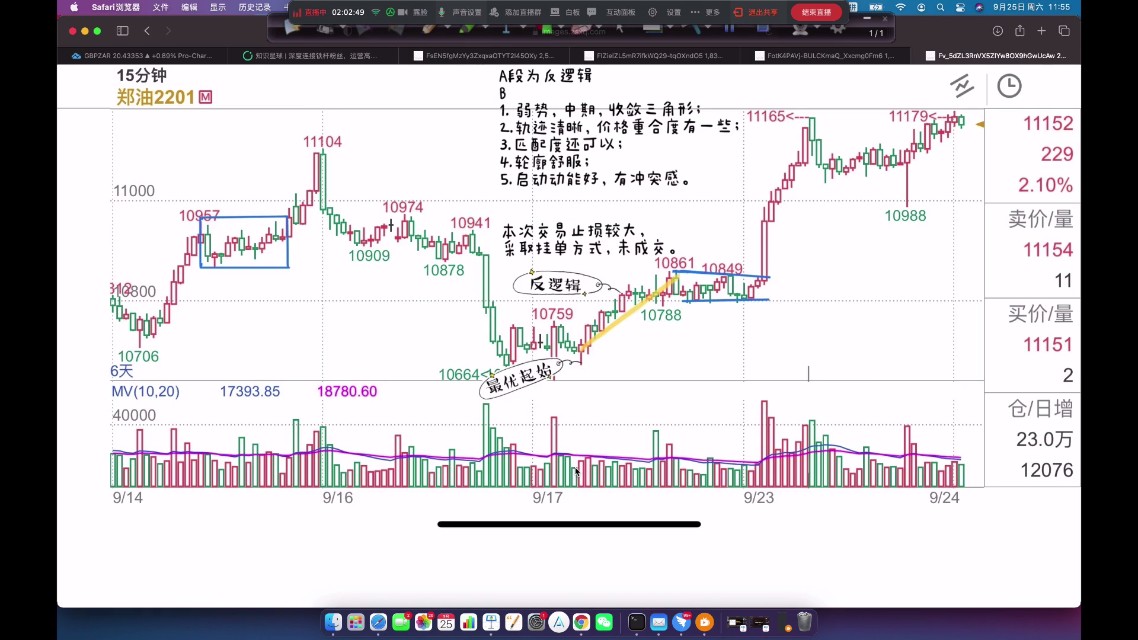 Safari浏览器 文件 编辑 显示 历史记录
直播中 02:02:49 声音设置 追加直播群 白板 互动面板 设置 更多 退出共享 结束直播
9月25日 周六 11:55
1/1
15分钟
郑油2201 M
A段为反逻辑
B
1. 弱势，中期，收敛三角形；
2. 轨迹清晰，价格重合度有一些；
3. 匹配度还可以；
4. 轮廓舒服；
5. 启动动能好，有冲突感。
本次交易止损较大，
采取挂单方式，未成交。
反逻辑
最优起始
11165<--
11179<--
11104
11000
10957
10974
10941
10909
10878
10988
10861
10849
10800
10788
10759
10706
10664<
6天
MV(10,20) 17393.85 18780.60
40000
9/14 9/16 9/17 9/23 9/24
11152
229
2.10%
卖价/量
11154
11
买价/量
11151
2
仓/日增
23.0万
12076